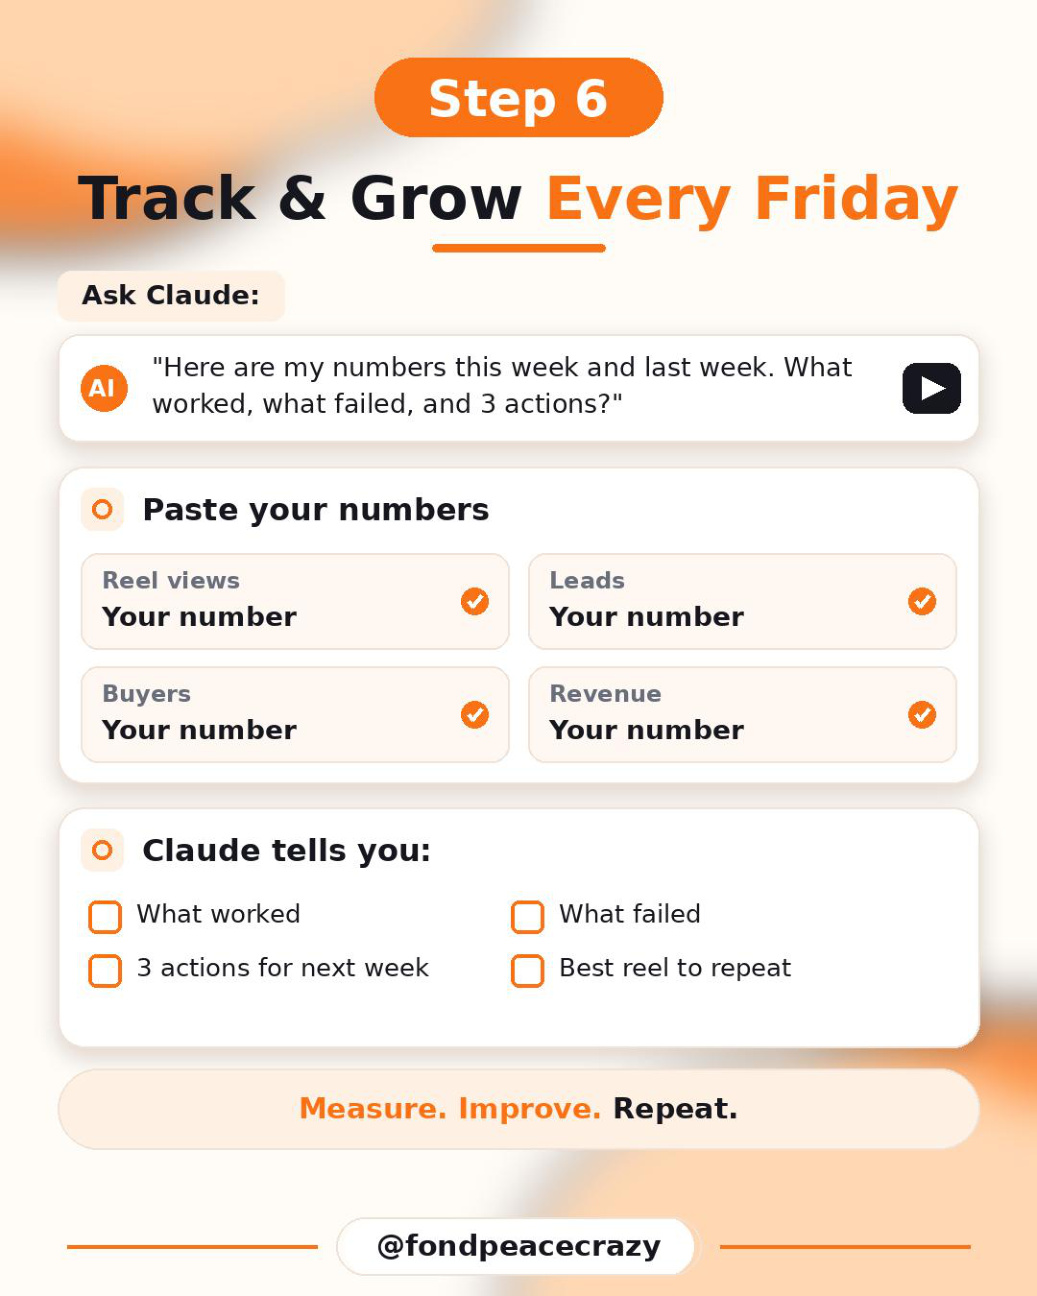 Step 6
Track & Grow Every Friday
Ask Claude:
AI
"Here are my numbers this week and last week. What
worked, what failed, and 3 actions?"
Paste your numbers
Reel views
Your number
Leads
Your number
Buyers
Your number
Revenue
Your number
Claude tells you:
What worked
What failed
3 actions for next week
Best reel to repeat
Measure. Improve. Repeat.
@fondpeacecrazy